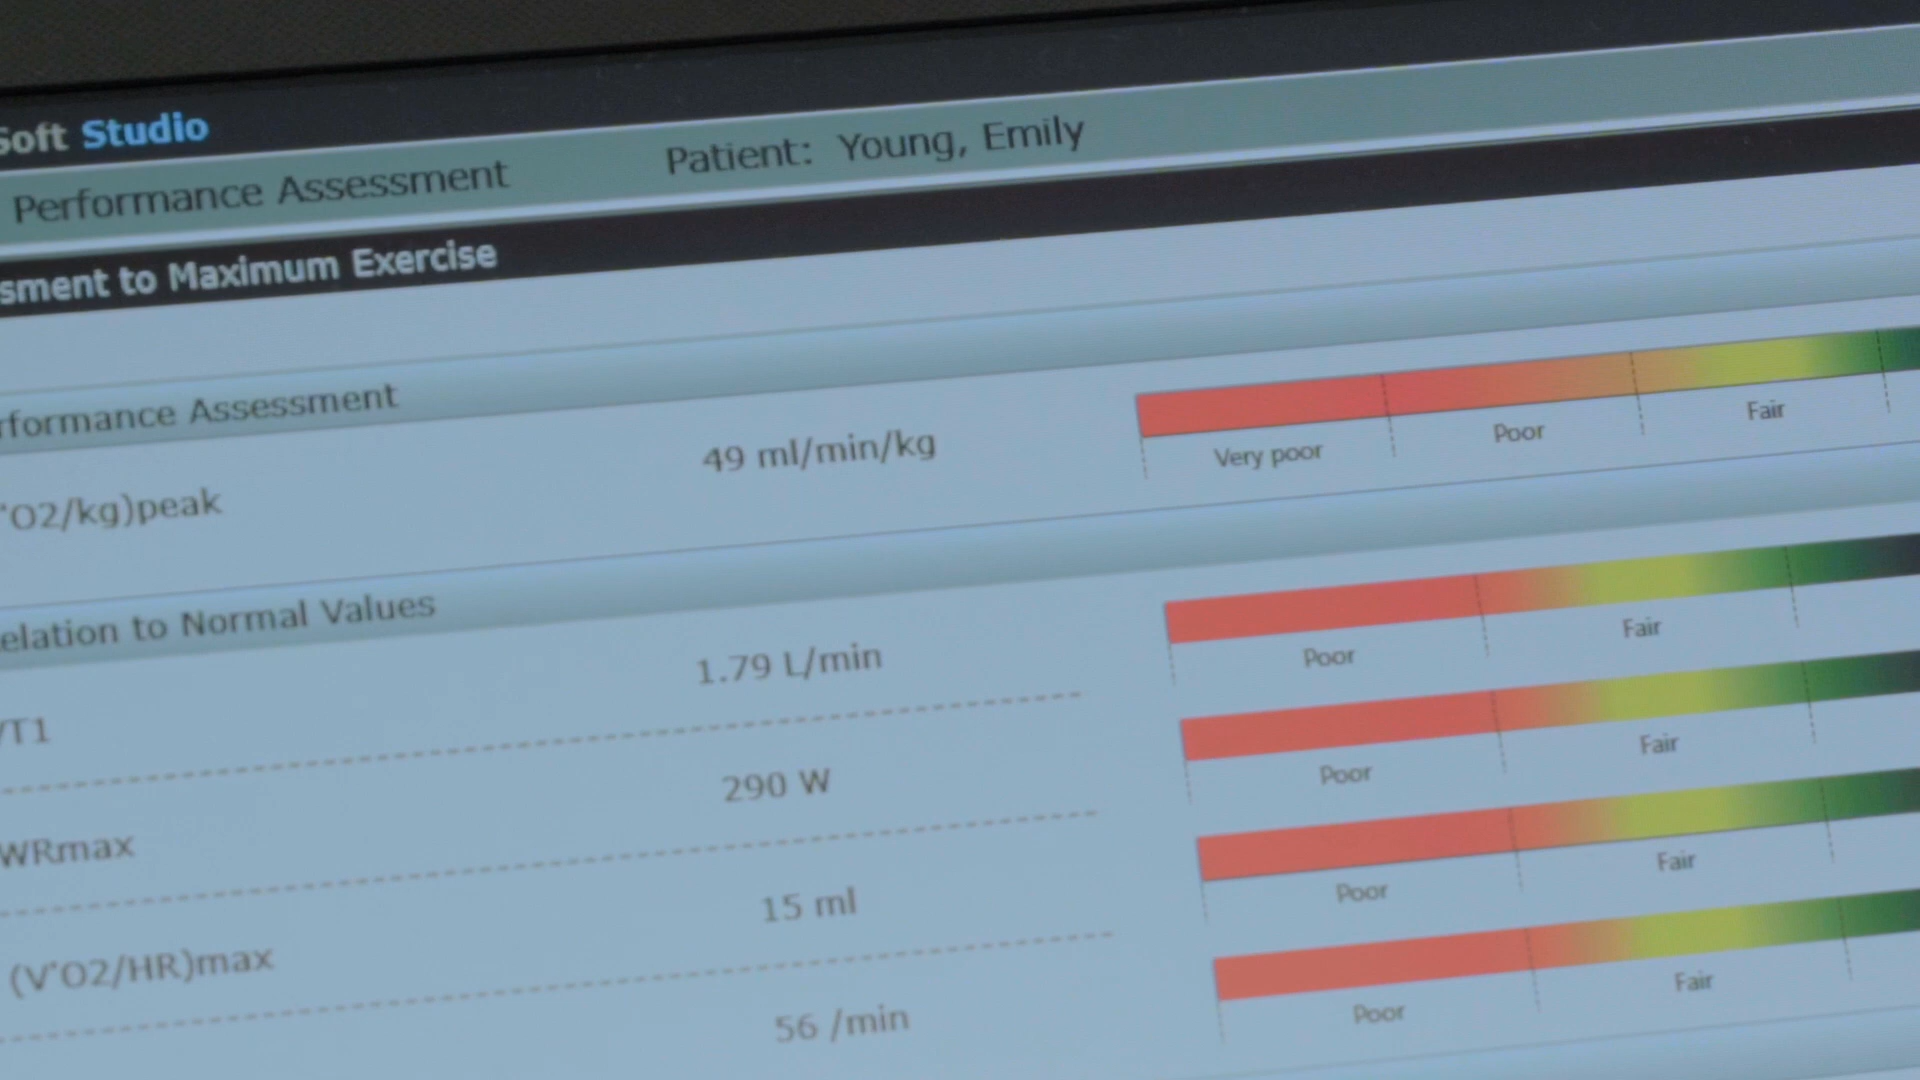 Soft Studio
Performance Assessment Patient: Young, Emily
sment to Maximum Exercise
rformance Assessment
˙O2/kg)peak 49 ml/min/kg Very poor Poor Fair
elation to Normal Values
VT1 1.79 L/min Poor Fair
WRmax 290 W Poor Fair
(V˙O2/HR)max 15 ml Poor Fair
56 /min Poor Fair